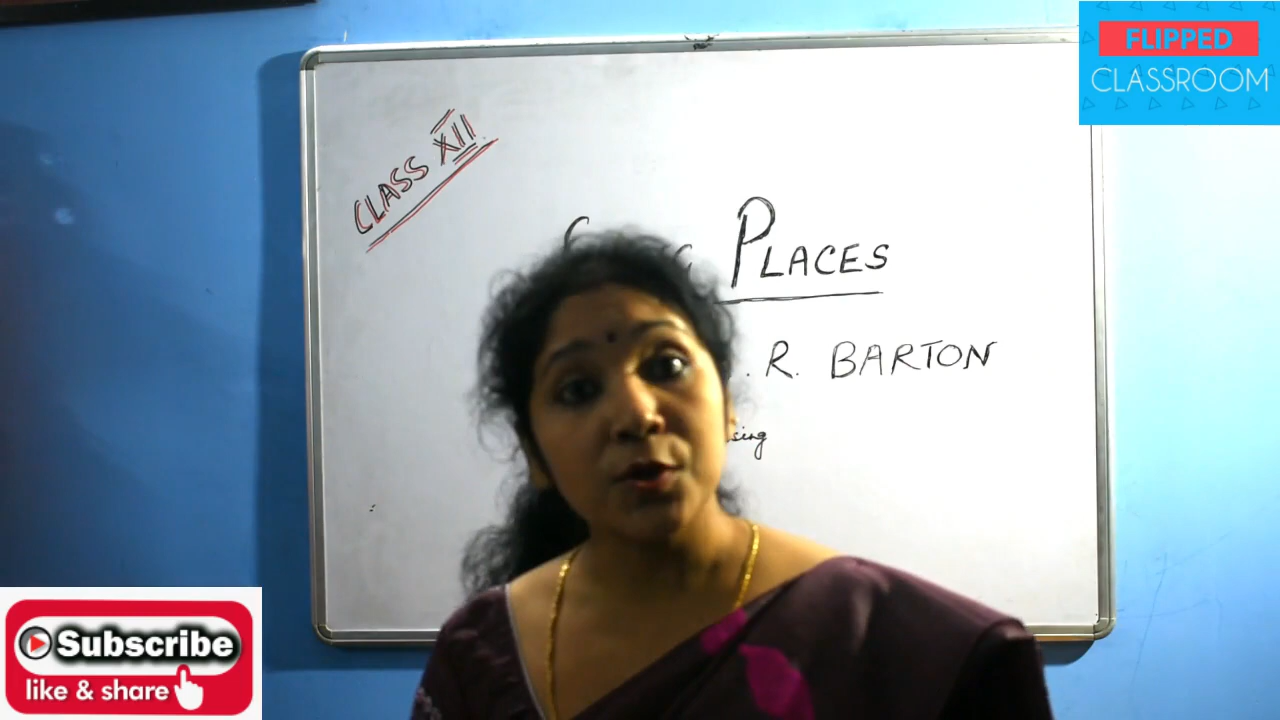 FLIPPED
CLASSROOM
CLASS XII
PLACES
R. BARTON
Subscribe
like & share